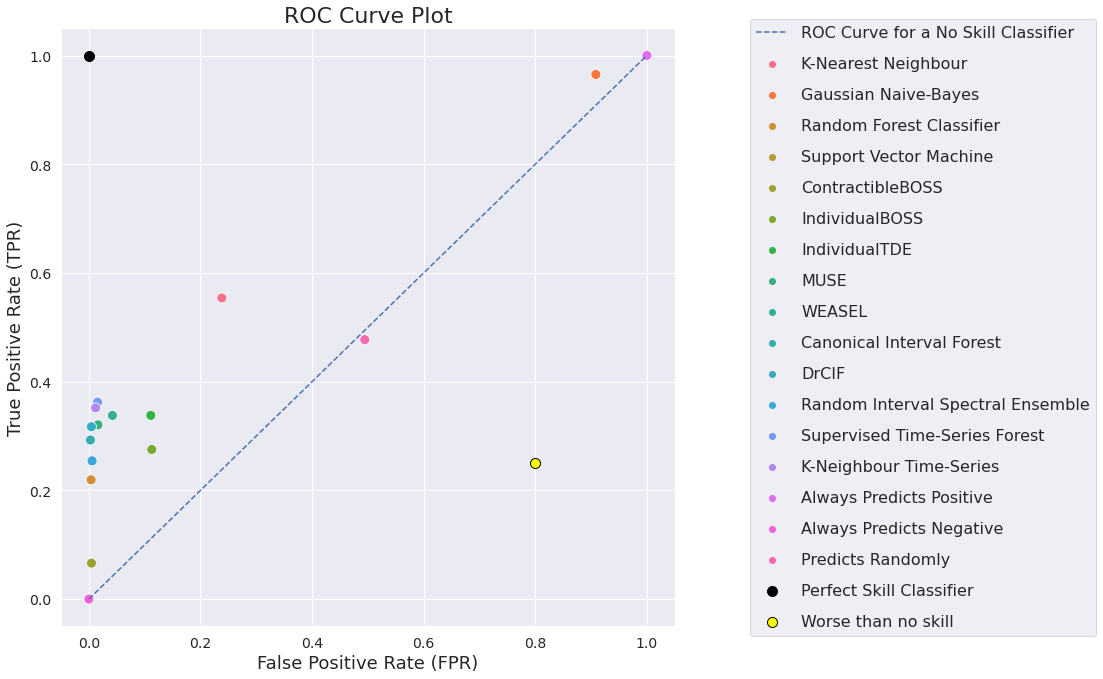 ROC Curve Plot
True Positive Rate (TPR)
1.0
0.8
0.6
0.4
0.2
0.0
0.0 0.2 0.4 0.6 0.8 1.0
False Positive Rate (FPR)
ROC Curve for a No Skill Classifier
K-Nearest Neighbour
Gaussian Naive-Bayes
Random Forest Classifier
Support Vector Machine
ContractibleBOSS
IndividualBOSS
IndividualTDE
MUSE
WEASEL
Canonical Interval Forest
DrCIF
Random Interval Spectral Ensemble
Supervised Time-Series Forest
K-Neighbour Time-Series
Always Predicts Positive
Always Predicts Negative
Predicts Randomly
Perfect Skill Classifier
Worse than no skill